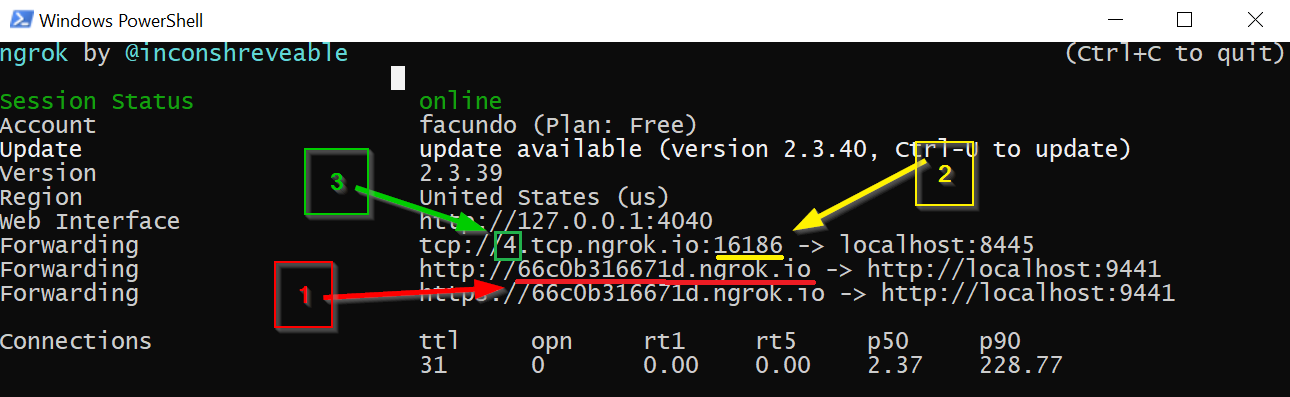 Windows PowerShell
ngrok by @inconshreveable (Ctrl+C to quit)
Session Status online
Account facundo (Plan: Free)
Update update available (version 2.3.40, Ctrl-U to update)
Version 2.3.39
Region United States (us)
Web Interface http://127.0.0.1:4040
Forwarding tcp://4.tcp.ngrok.io:16186 -> localhost:8445
Forwarding http://66c0b316671d.ngrok.io -> http://localhost:9441
Forwarding https://66c0b316671d.ngrok.io -> http://localhost:9441
Connections ttl opn rt1 rt5 p50 p90
31 0 0.00 0.00 2.37 228.77
3
2
1